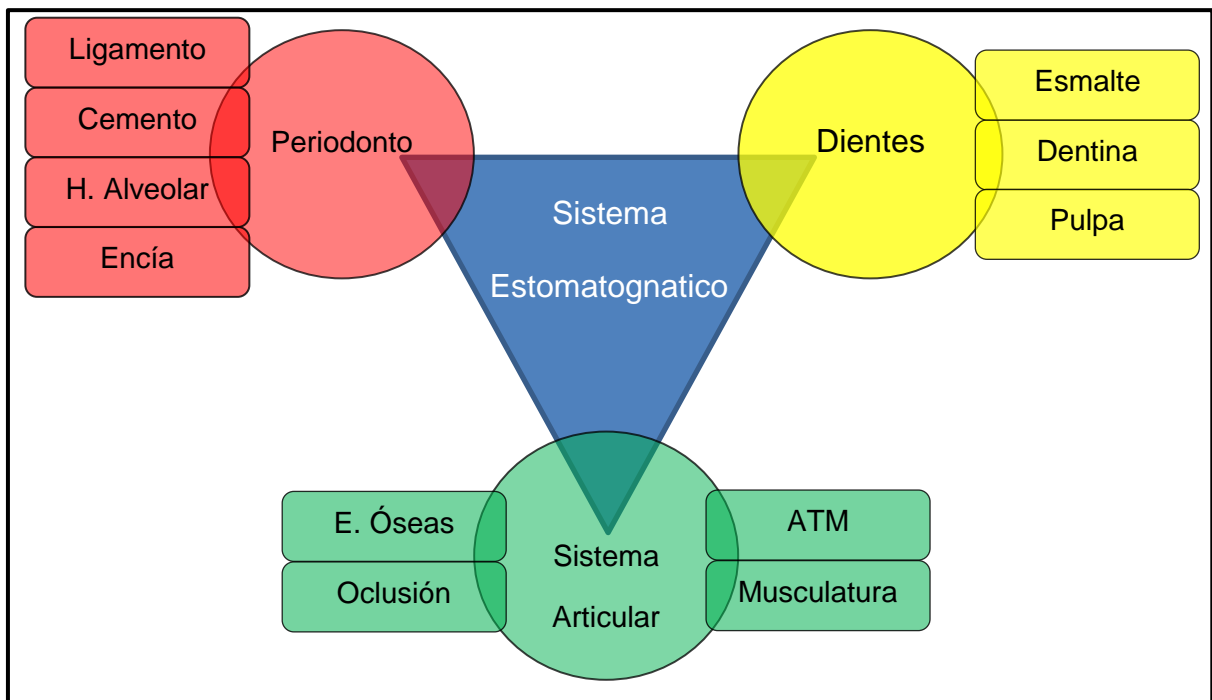 Ligamento
Cemento
H. Alveolar
Encía
Periodonto
Sistema
Estomatognatico
Dientes
Esmalte
Dentina
Pulpa
E. Óseas
Oclusión
Sistema
Articular
ATM
Musculatura